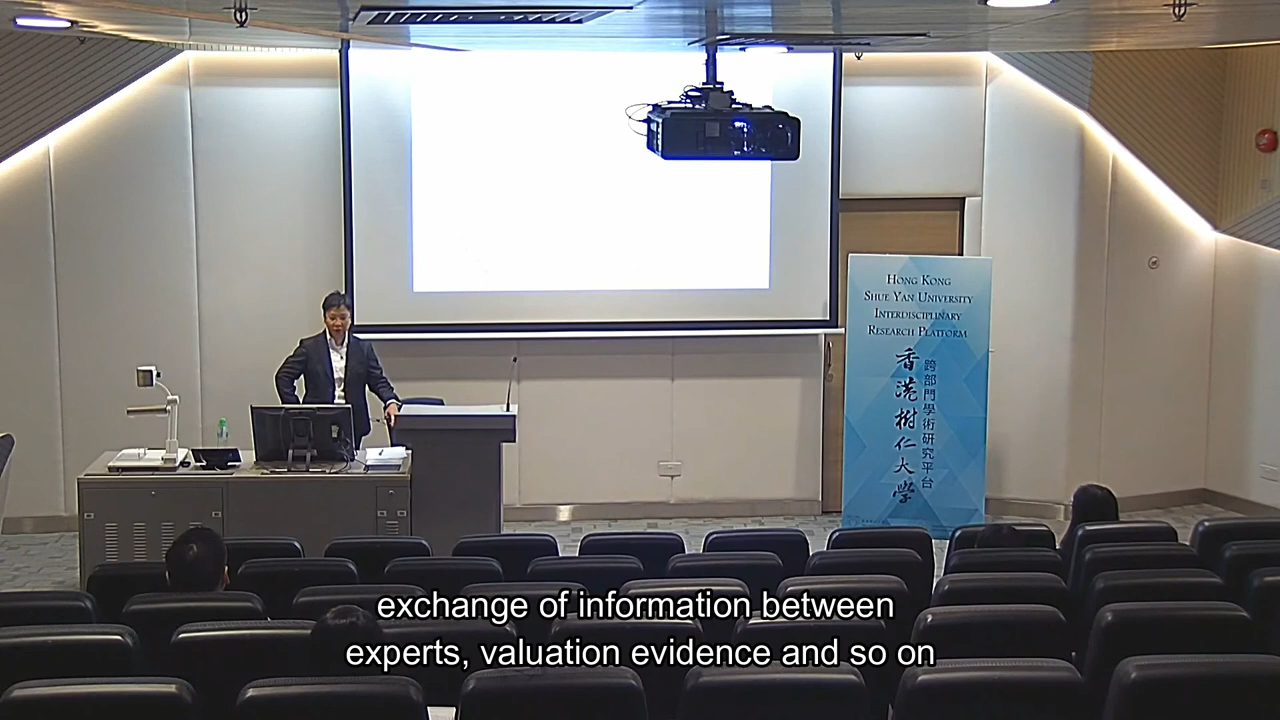 HONG KONG
SHUE YAN UNIVERSITY
INTERDISCIPLINARY
RESEARCH PLATFORM
香港樹仁大學
跨部門學術研究平台
exchange of information between
experts, valuation evidence and so on